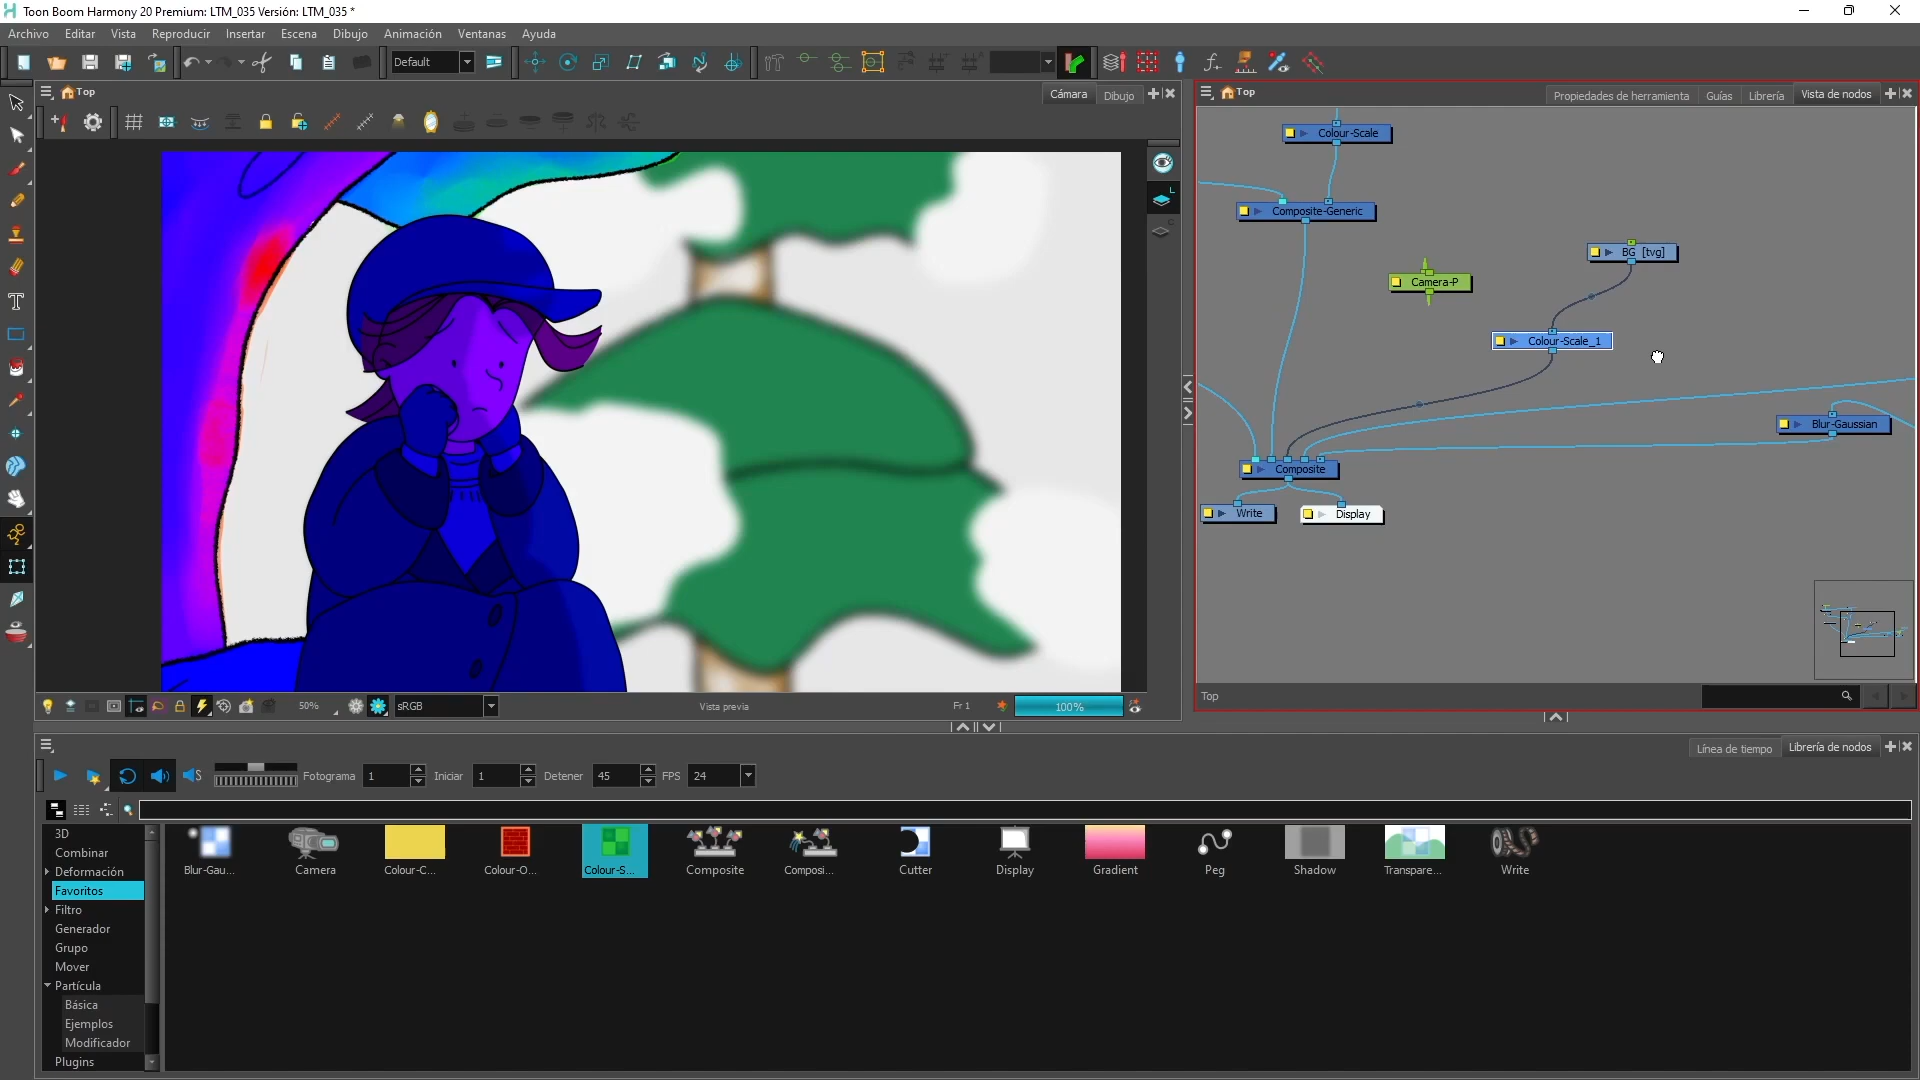 Toon Boom Harmony 20 Premium: LTM_035 Versión: LTM_035 *
Archivo Editar Vista Reproducir Insertar Escena Dibujo Animación Ventanas Ayuda
Default
Top
Cámara Dibujo
Top
Propiedades de herramienta Guías Librería Vista de nodos
Colour-Scale
Composite-Generic
BG [tvg]
Camera-P
Colour-Scale_1
Blur-Gaussian
Composite
Write
Display
50%
sRGB
Vista previa
Fr 1
100%
Top
Línea de tiempo Librería de nodos
Fotograma 1 Iniciar 1 Detener 45 FPS 24
3D
Combinar
Deformación
Favoritos
Filtro
Generador
Grupo
Mover
Partícula
Básica
Ejemplos
Modificador
Plugins
Blur-Gau... Camera Colour-C... Colour-O... Colour-S... Composite Composi... Cutter Display Gradient Peg Shadow Transpare... Write